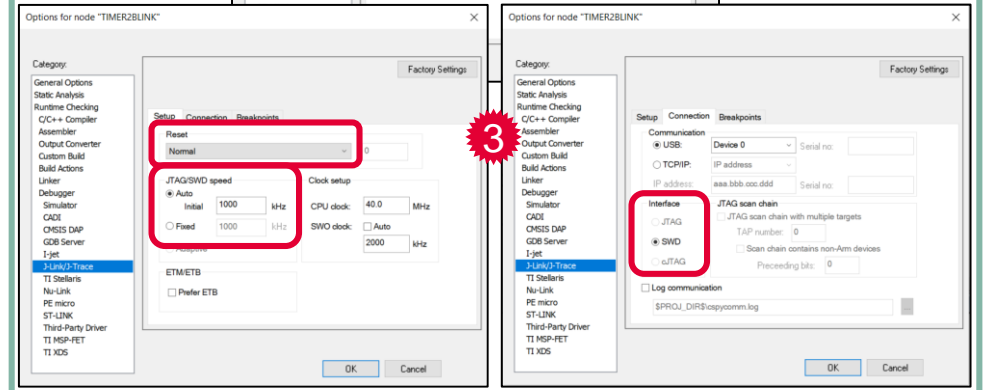 Options for node "TIMER2BLINK"
Category:
General Options
Static Analysis
Runtime Checking
C/C++ Compiler
Assembler
Output Converter
Custom Build
Build Actions
Linker
Debugger
Simulator
CADI
CMSIS DAP
GDB Server
I-jet
J-Link/J-Trace
TI Stellaris
Nu-Link
PE micro
ST-LINK
Third-Party Driver
TI MSP-FET
TI XDS
Factory Settings
Setup Connection Breakpoints
Reset
Normal 0
JTAG/SWD speed
Auto
Initial 1000 kHz
Fixed 1000 kHz
Adaptive
Clock setup
CPU clock: 40.0 MHz
SWO clock: Auto
2000 kHz
ETM/ETB
Prefer ETB
OK Cancel
3
Options for node "TIMER2BLINK"
Category:
General Options
Static Analysis
Runtime Checking
C/C++ Compiler
Assembler
Output Converter
Custom Build
Build Actions
Linker
Debugger
Simulator
CADI
CMSIS DAP
GDB Server
I-jet
J-Link/J-Trace
TI Stellaris
Nu-Link
PE micro
ST-LINK
Third-Party Driver
TI MSP-FET
TI XDS
Factory Settings
Setup Connection Breakpoints
Communication
USB: Device 0 Serial no:
TCP/IP: IP address
IP address: aaa.bbb.ccc.ddd Serial no:
Interface
JTAG
SWD
cJTAG
JTAG scan chain
JTAG scan chain with multiple targets
TAP number: 0
Scan chain contains non-Arm devices
Preceeding bits: 0
Log communication
$PROJ_DIR$\cspycomm.log ...
OK Cancel